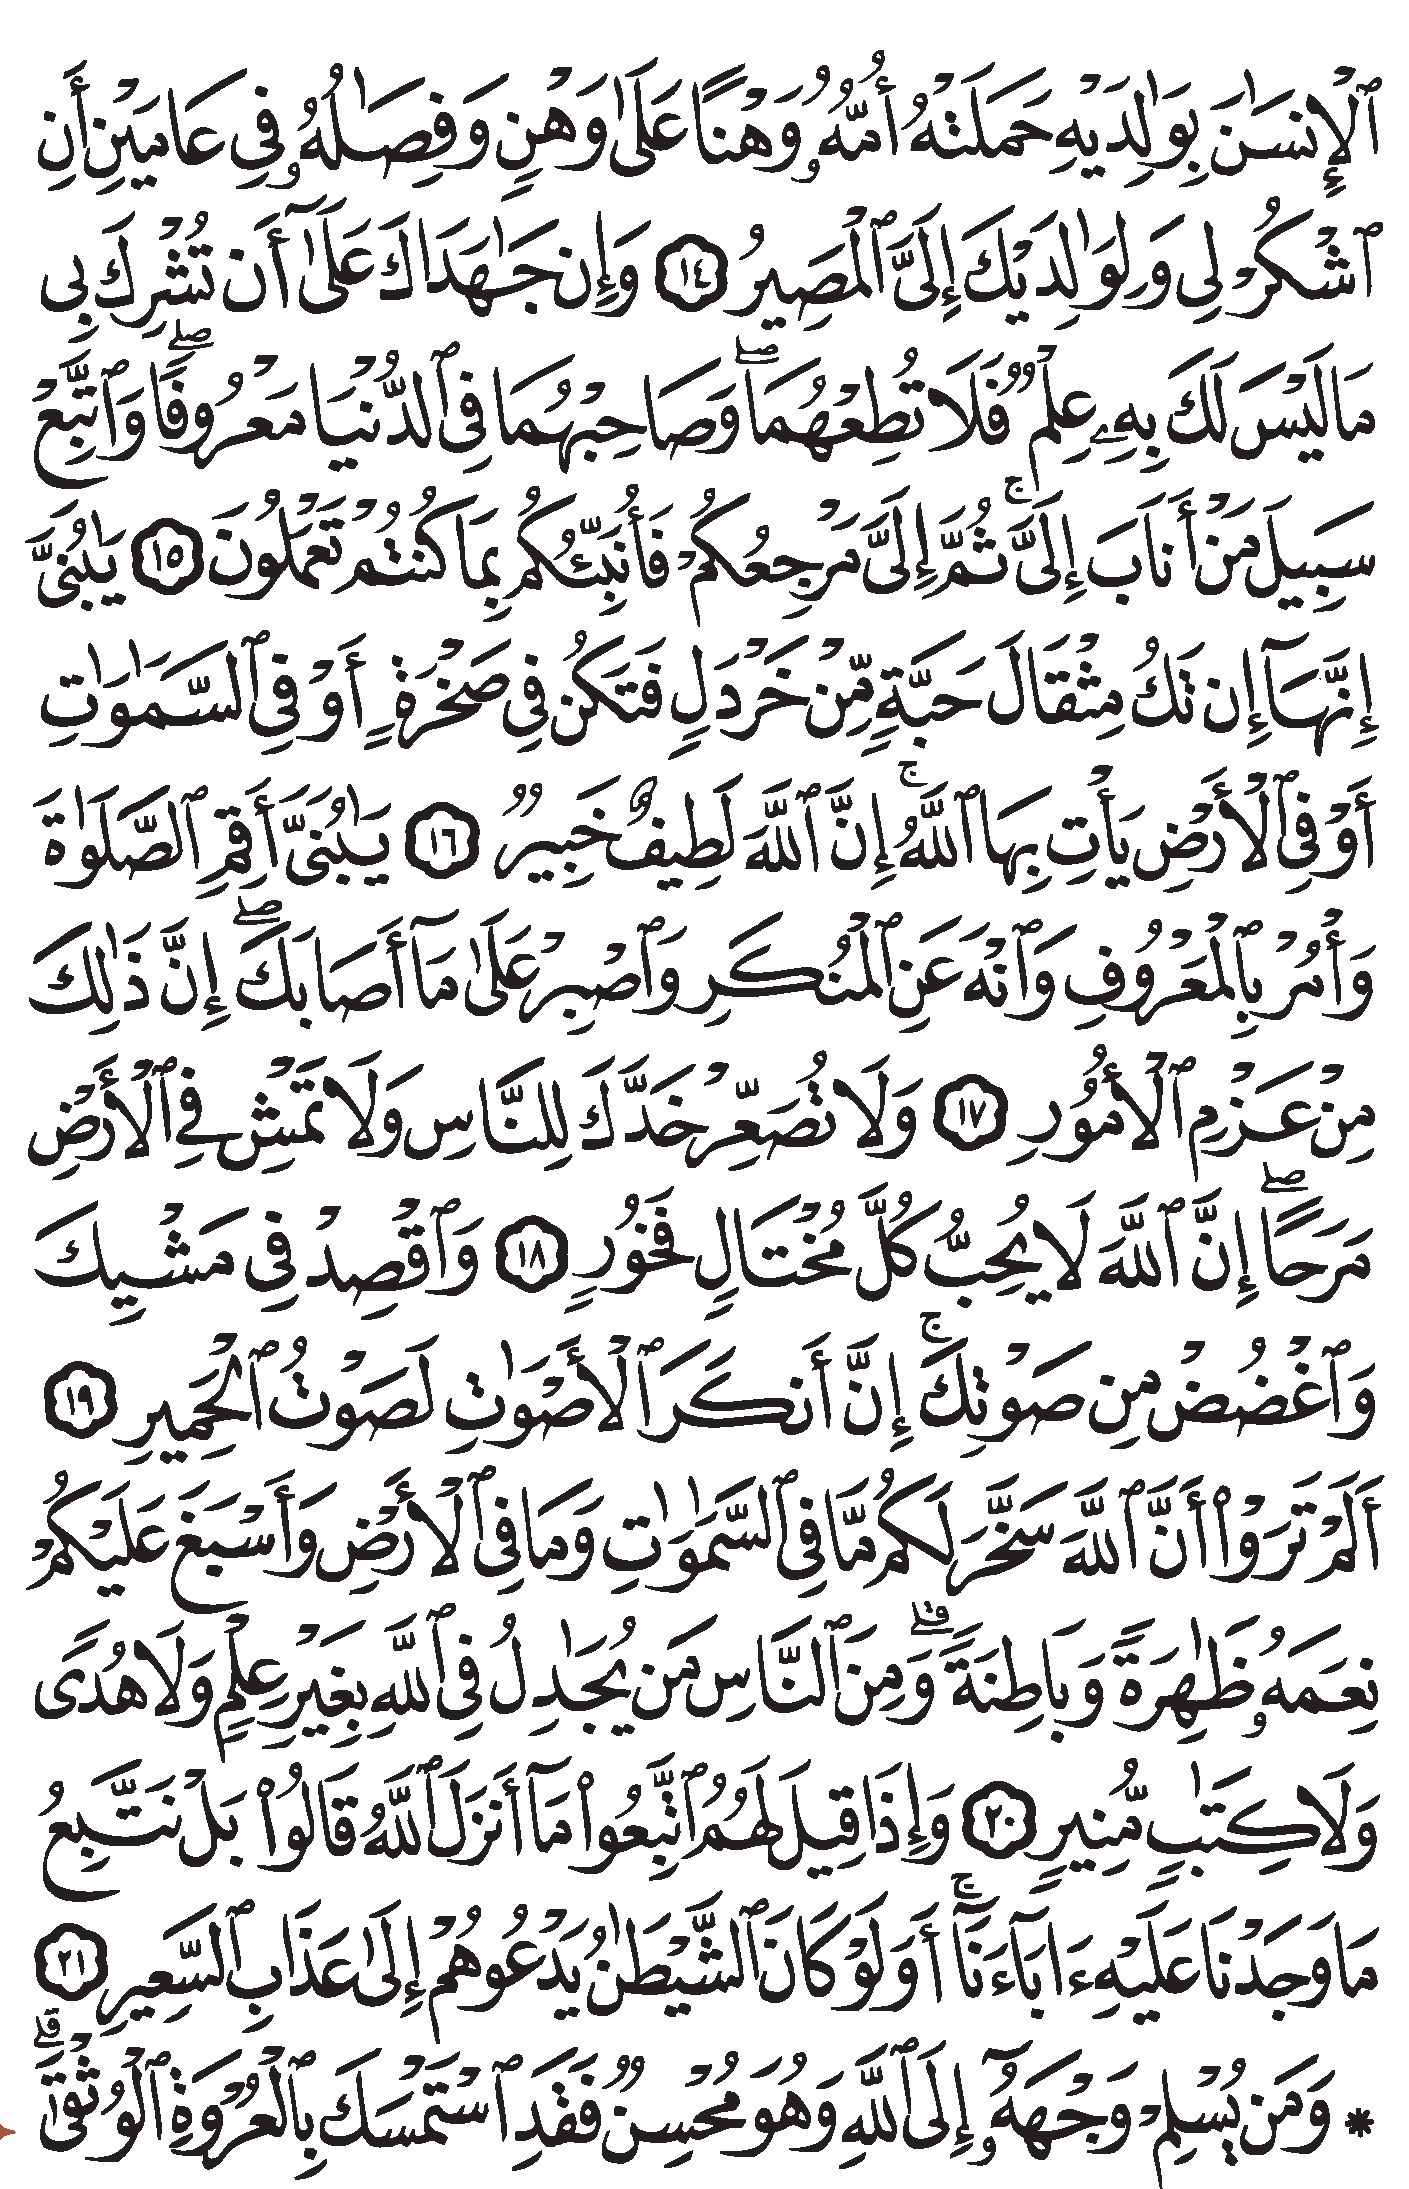 ٱلْإِنسَـٰنَ بِوَٰلِدَيْهِ حَمَلَتْهُ أُمُّهُۥ وَهْنًا عَلَىٰ وَهْنٍ وَفِصَـٰلُهُۥ فِى عَامَيْنِ أَنِ
ٱشْكُرْ لِى وَلِوَٰلِدَيْكَ إِلَىَّ ٱلْمَصِيرُ ١٤ وَإِن جَـٰهَدَاكَ عَلَىٰٓ أَن تُشْرِكَ بِى
مَا لَيْسَ لَكَ بِهِۦ عِلْمٌ فَلَا تُطِعْهُمَا ۖ وَصَاحِبْهُمَا فِى ٱلدُّنْيَا مَعْرُوفًا ۖ وَٱتَّبِعْ
سَبِيلَ مَنْ أَنَابَ إِلَىَّ ۚ ثُمَّ إِلَىَّ مَرْجِعُكُمْ فَأُنَبِّئُكُم بِمَا كُنتُمْ تَعْمَلُونَ ١٥ يَـٰبُنَىَّ
إِنَّهَآ إِن تَكُ مِثْقَالَ حَبَّةٍ مِّنْ خَرْدَلٍ فَتَكُن فِى صَخْرَةٍ أَوْ فِى ٱلسَّمَـٰوَٰتِ
أَوْ فِى ٱلْأَرْضِ يَأْتِ بِهَا ٱللَّهُ ۚ إِنَّ ٱللَّهَ لَطِيفٌ خَبِيرٌ ١٦ يَـٰبُنَىَّ أَقِمِ ٱلصَّلَوٰةَ
وَأْمُرْ بِٱلْمَعْرُوفِ وَٱنْهَ عَنِ ٱلْمُنكَرِ وَٱصْبِرْ عَلَىٰ مَآ أَصَابَكَ ۖ إِنَّ ذَٰلِكَ
مِنْ عَزْمِ ٱلْأُمُورِ ١٧ وَلَا تُصَعِّرْ خَدَّكَ لِلنَّاسِ وَلَا تَمْشِ فِى ٱلْأَرْضِ
مَرَحًا ۖ إِنَّ ٱللَّهَ لَا يُحِبُّ كُلَّ مُخْتَالٍ فَخُورٍ ١٨ وَٱقْصِدْ فِى مَشْيِكَ
وَٱغْضُضْ مِن صَوْتِكَ ۚ إِنَّ أَنكَرَ ٱلْأَصْوَٰتِ لَصَوْتُ ٱلْحَمِيرِ ١٩
أَلَمْ تَرَوْا۟ أَنَّ ٱللَّهَ سَخَّرَ لَكُم مَّا فِى ٱلسَّمَـٰوَٰتِ وَمَا فِى ٱلْأَرْضِ وَأَسْبَغَ عَلَيْكُمْ
نِعَمَهُۥ ظَـٰهِرَةً وَبَاطِنَةً ۗ وَمِنَ ٱلنَّاسِ مَن يُجَـٰدِلُ فِى ٱللَّهِ بِغَيْرِ عِلْمٍ وَلَا هُدًى
وَلَا كِتَـٰبٍ مُّنِيرٍ ٢٠ وَإِذَا قِيلَ لَهُمُ ٱتَّبِعُوا۟ مَآ أَنزَلَ ٱللَّهُ قَالُوا۟ بَلْ نَتَّبِعُ
مَا وَجَدْنَا عَلَيْهِ ءَابَآءَنَآ ۚ أَوَلَوْ كَانَ ٱلشَّيْطَـٰنُ يَدْعُوهُمْ إِلَىٰ عَذَابِ ٱلسَّعِيرِ ٢١
* وَمَن يُسْلِمْ وَجْهَهُۥٓ إِلَى ٱللَّهِ وَهُوَ مُحْسِنٌ فَقَدِ ٱسْتَمْسَكَ بِٱلْعُرْوَةِ ٱلْوُثْقَىٰ ۗ